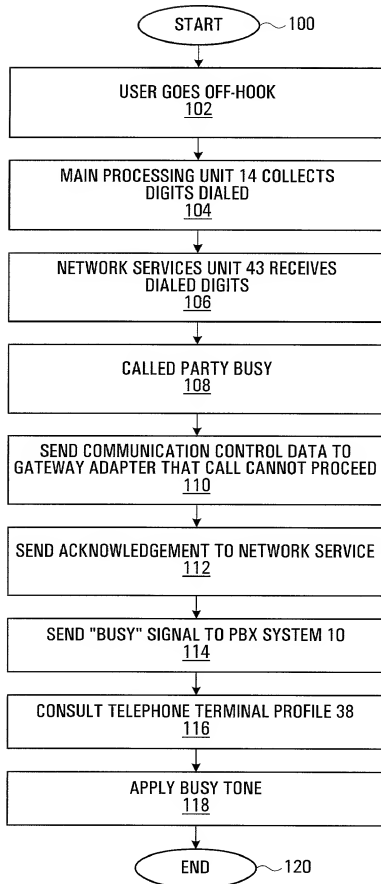 START
100
USER GOES OFF-HOOK
102
MAIN PROCESSING UNIT 14 COLLECTS
DIGITS DIALED
104
NETWORK SERVICES UNIT 43 RECEIVES
DIALED DIGITS
106
CALLED PARTY BUSY
108
SEND COMMUNICATION CONTROL DATA TO
GATEWAY ADAPTER THAT CALL CANNOT PROCEED
110
SEND ACKNOWLEDGEMENT TO NETWORK SERVICE
112
SEND "BUSY" SIGNAL TO PBX SYSTEM 10
114
CONSULT TELEPHONE TERMINAL PROFILE 38
116
APPLY BUSY TONE
118
END
120